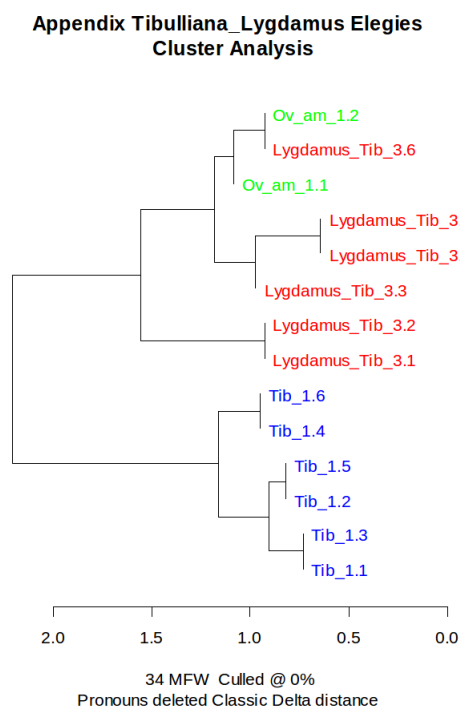 Appendix Tibulliana_Lygdamus Elegies
Cluster Analysis
Ov_am_1.2
Lygdamus_Tib_3.6
Ov_am_1.1
Lygdamus_Tib_3
Lygdamus_Tib_3
Lygdamus_Tib_3.3
Lygdamus_Tib_3.2
Lygdamus_Tib_3.1
Tib_1.6
Tib_1.4
Tib_1.5
Tib_1.2
Tib_1.3
Tib_1.1
2.0 1.5 1.0 0.5 0.0
34 MFW Culled @ 0%
Pronouns deleted Classic Delta distance